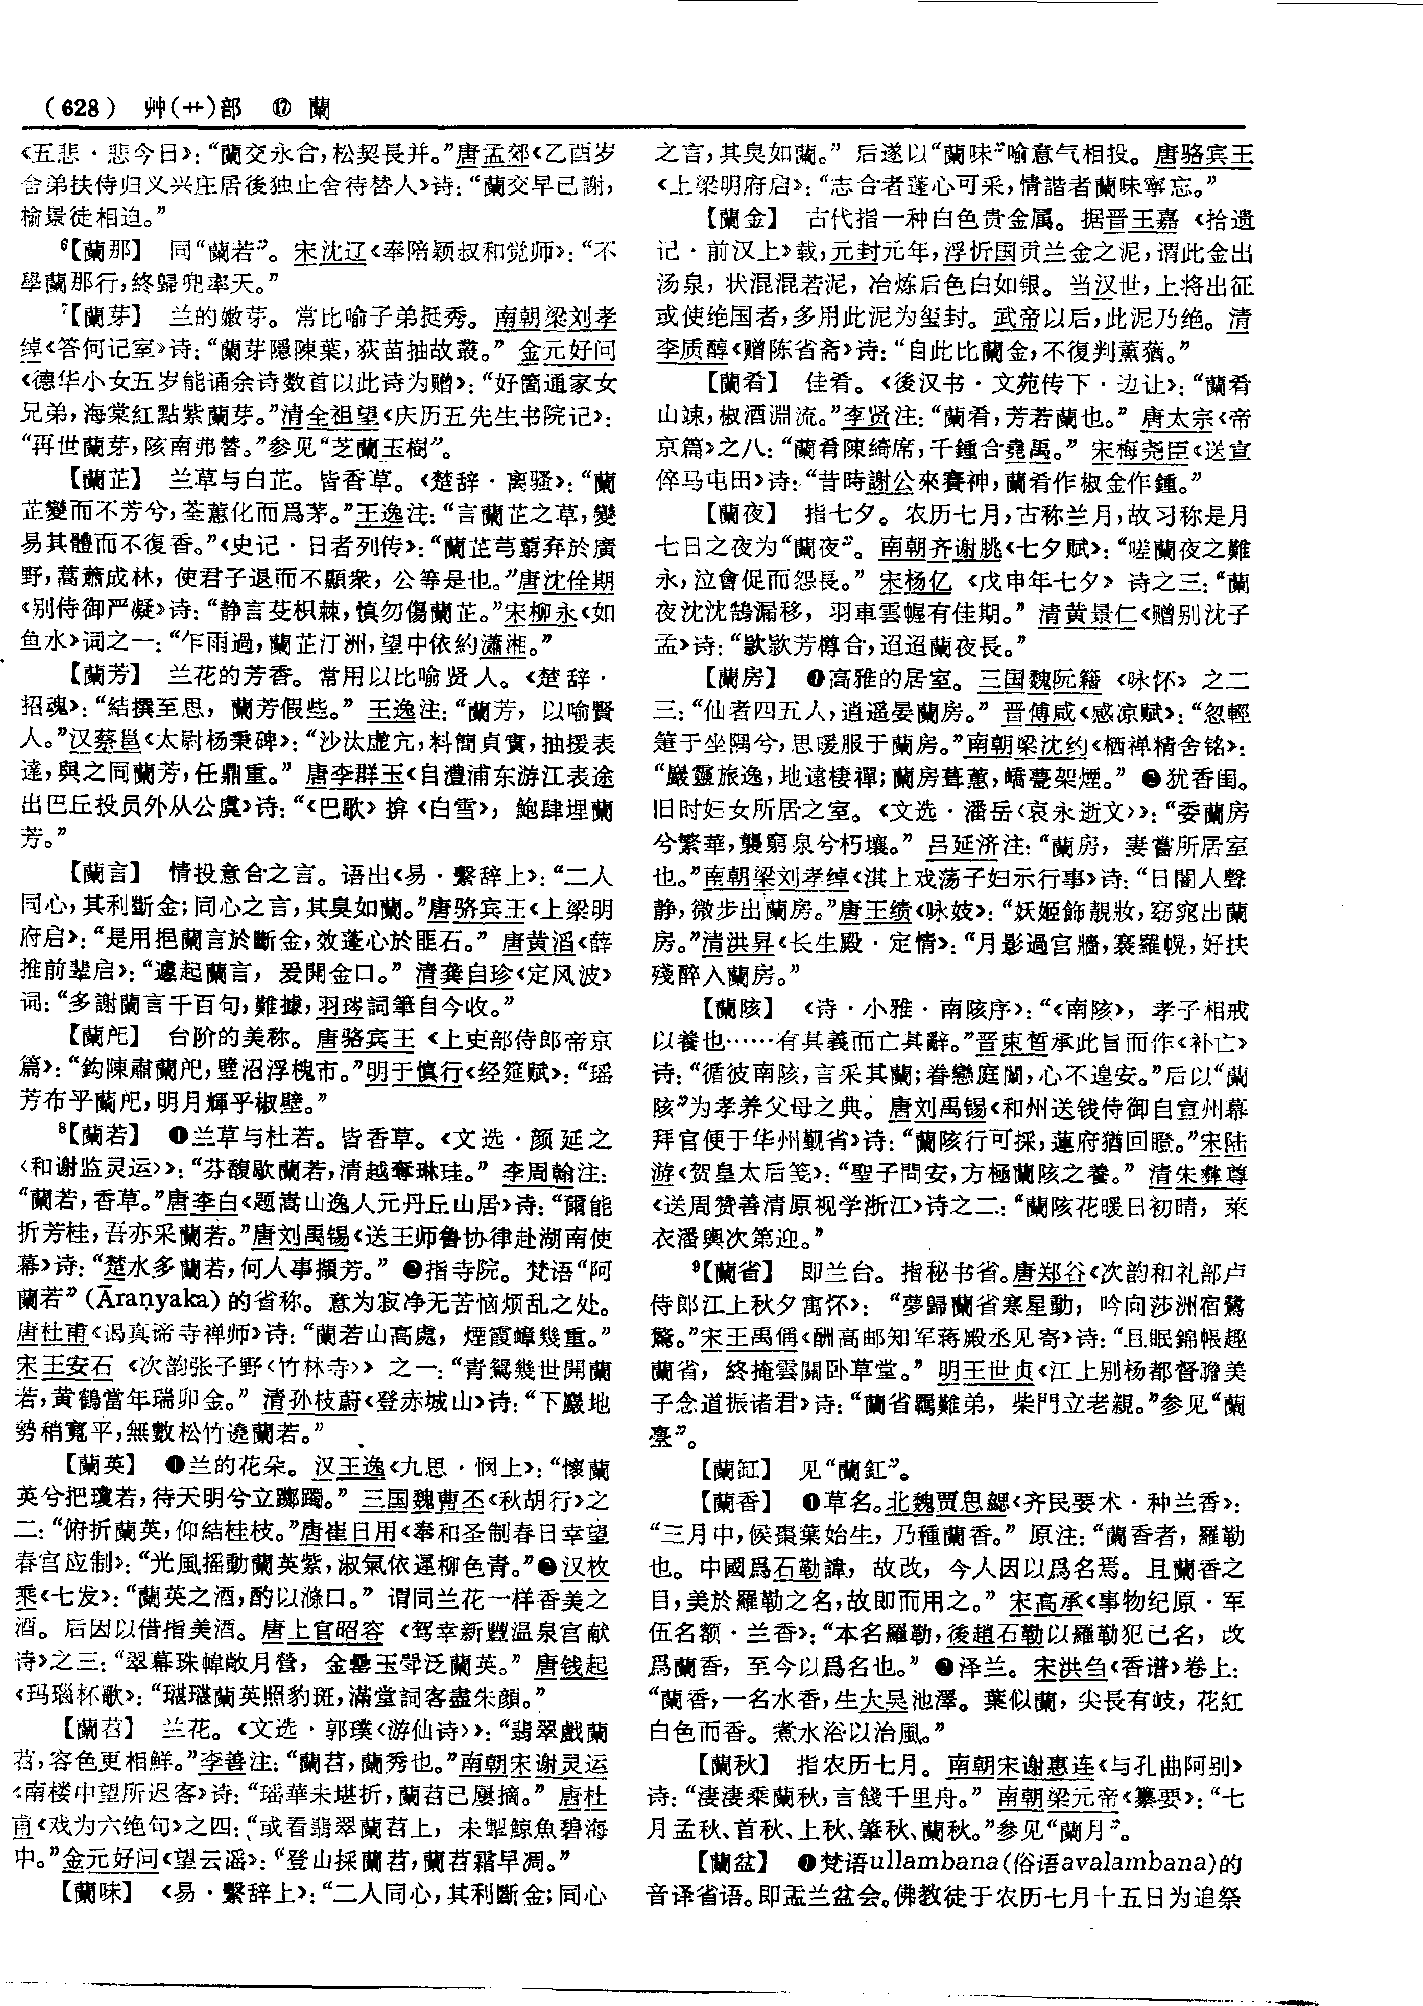 (628) 艸(艹)部 ⑰ 蘭
《五悲·悲今日》：“蘭交永合，松契長并。”唐孟郊《乙酉岁
舍弟扶侍归义兴庄居後独止舍待替人》诗：“蘭交早已謝，
榆景徒相迫。”
⁶【蘭那】 同“蘭若²”。宋沈辽《奉陪颖叔和觉师》：“不
學蘭那行，終歸兜率天。”
⁷【蘭芽】 兰的嫩芽。常比喻子弟挺秀。南朝梁刘孝
绰《答何记室》诗：“蘭芽隱陳葉，荻苗抽故叢。”金元好问
《德华小女五岁能诵余诗数首以此诗为赠》：“好箇通家女
兄弟，海棠紅點紫蘭芽。”清全祖望《庆历五先生书院记》：
“再世蘭芽，陔南弗替。”参见“芝蘭玉樹²”。
【蘭芷】 兰草与白芷。皆香草。《楚辞·离骚》：“蘭
芷變而不芳兮，荃蕙化而爲茅。”王逸注：“言蘭芷之草，變
易其體而不復香。”《史记·日者列传》：“蘭芷芎藭弃於廣
野，蒿蕭成林，使君子退而不顯衆，公等是也。”唐沈佺期
《别侍御严凝》诗：“静言芟枳棘，慎勿傷蘭芷。”宋柳永《如
鱼水》词之一：“乍雨過，蘭芷汀洲，望中依約瀟湘。”
【蘭芳】 兰花的芳香。常用以比喻贤人。《楚辞·
招魂》：“結撰至思，蘭芳假些。”王逸注：“蘭芳，以喻賢
人。”汉蔡邕《太尉杨秉碑》：“沙汰虚亢，料簡貞實，抽援表
達，與之同蘭芳，任鼎重。”唐李群玉《自澧浦东游江表途
出巴丘投员外从公虞》诗：“《巴歌》掩《白雪》，鮑肆埋蘭
芳。”
【蘭言】 情投意合之言。语出《易·繫辞上》：“二人
同心，其利斷金；同心之言，其臭如蘭。”唐骆宾王《上梁明
府启》：“是用挹蘭言於斷金，效蓬心於匪石。”唐黄滔《薛
推前辈启》：“遽起蘭言，爰開金口。”清龚自珍《定风波》
词：“多謝蘭言千百句，難據，羽琌詞筆自今收。”
【蘭戺】 台阶的美称。唐骆宾王《上吏部侍郎帝京
篇》：“鈎陳肅蘭戺，璧沼浮槐市。”明于慎行《经筵赋》：“瑶
芳布乎蘭戺，明月輝乎椒壁。”
⁸【蘭若】 ❶兰草与杜若。皆香草。《文选·颜延之
〈和谢监灵运〉》：“芬馥歇蘭若，清越奪琳珪。”李周翰注：
“蘭若，香草。”唐李白《题嵩山逸人元丹丘山居》诗：“爾能
折芳桂，吾亦采蘭若。”唐刘禹锡《送王师鲁协律赴湖南使
幕》诗：“楚水多蘭若，何人事擷芳。”❷指寺院。梵语“阿
蘭若²”(Āraṇyaka)的省称。意为寂净无苦恼烦乱之处。
唐杜甫《谒真谛寺禅师》诗：“蘭若山高處，煙霞嶂幾重。”
宋王安石《次韵张子野〈竹林寺〉》之一：“青鴛幾世開蘭
若，黄鶴當年瑞卯金。”清孙枝蔚《登赤城山》诗：“下巖地
勢稍寬平，無數松竹遶蘭若。”
【蘭英】 ❶兰的花朵。汉王逸《九思·悯上》：“懷蘭
英兮把瓊若，待天明兮立躑躅。”三国魏曹丕《秋胡行》之
二：“俯折蘭英，仰結桂枝。”唐崔日用《奉和圣制春日幸望
春宫应制》：“光風摇動蘭英紫，淑氣依遲柳色青。”❷汉枚
乘《七发》：“蘭英之酒，酌以滌口。”谓同兰花一样香美之
酒。后因以借指美酒。唐上官昭容《驾幸新豐温泉宫献
诗》之三：“翠幕珠幃敞月營，金罍玉斝泛蘭英。”唐钱起
《玛瑙杯歌》：“瑶瑶蘭英照豹斑，滿堂詞客盡朱顔。”
【蘭苕】 兰花。《文选·郭璞〈游仙诗〉》：“翡翠戲蘭
苕，容色更相鮮。”李善注：“蘭苕，蘭秀也。”南朝宋谢灵运
《南楼中望所迟客》诗：“瑶華未堪折，蘭苕已屢摘。”唐杜
甫《戏为六绝句》之四：“或看翡翠蘭苕上，未掣鯨魚碧海
中。”金元好问《望云谣》：“登山採蘭苕，蘭苕霜早凋。”
【蘭味】 《易·繫辞上》：“二人同心，其利斷金；同心
之言，其臭如蘭。”后遂以“蘭味²”喻意气相投。唐骆宾王
《上梁明府启》：“志合者蓬心可采，情諧者蘭味寧忘。”
【蘭金】 古代指一种白色贵金属。据晋王嘉《拾遗
记·前汉上》载，元封元年，浮忻国贡兰金之泥，谓此金出
汤泉，状混混若泥，冶炼后色白如银。当汉世，上将出征
或使绝国者，多用此泥为玺封。武帝以后，此泥乃绝。清
李质醇《赠陈省斋》诗：“自此比蘭金，不復判薰蕕。”
【蘭肴】 佳肴。《後汉书·文苑传下·边让》：“蘭肴
山竦，椒酒淵流。”李贤注：“蘭肴，芳若蘭也。”唐太宗《帝
京篇》之八：“蘭肴陳綺席，千鍾合堯禹。”宋梅尧臣《送宣
倅马屯田》诗：“昔時謝公來賽神，蘭肴作椒金作鍾。”
【蘭夜】 指七夕。农历七月，古称兰月，故习称是月
七日之夜为“蘭夜²”。南朝齐谢朓《七夕赋》：“嗟蘭夜之難
永，泣會促而怨長。”宋杨亿《戊申年七夕》诗之三：“蘭
夜沈沈鵠漏移，羽車雲幄有佳期。”清黄景仁《赠别沈子
孟》诗：“欵欵芳樽合，迢迢蘭夜長。”
【蘭房】 ❶高雅的居室。三国魏阮籍《咏怀》之二
三：“仙者四五人，逍遥晏蘭房。”晋傅咸《感凉赋》：“忽輕
箑于坐隅兮，思暖服于蘭房。”南朝梁沈约《栖禅精舍铭》：
“巖靈旅逸，地遠棲禪；蘭房葺蕙，嶠甍架煙。”❷犹香闺。
旧时妇女所居之室。《文选·潘岳〈哀永逝文〉》：“委蘭房
兮繁華，襲窮泉兮朽壤。”吕延济注：“蘭房，妻嘗所居室
也。”南朝梁刘孝绰《淇上戏荡子妇示行事》诗：“日闇人聲
静，微步出蘭房。”唐王绩《咏妓》：“妖姬飾靚妝，窈窕出蘭
房。”清洪昇《长生殿·定情》：“月影過宫牆，褰羅幌，好扶
殘醉入蘭房。”
【蘭陔】 《诗·小雅·南陔序》：“《南陔》，孝子相戒
以養也……有其義而亡其辭。”晋束晳承此旨而作《补亡》
诗：“循彼南陔，言采其蘭；眷戀庭闈，心不遑安。”后以“蘭
陔²”为孝养父母之典。唐刘禹锡《和州送钱侍御自宣州幕
拜官便于华州觐省》诗：“蘭陔行可採，蓮府猶回瞪。”宋陆
游《贺皇太后笺》：“聖子問安，方極蘭陔之養。”清朱彝尊
《送周赞善清原视学浙江》诗之二：“蘭陔花暖日初晴，萊
衣潘輿次第迎。”
⁹【蘭省】 即兰台。指秘书省。唐郑谷《次韵和礼部卢
侍郎江上秋夕寓怀》：“夢歸蘭省寒星動，吟向莎洲宿鷺
驚。”宋王禹偁《酬高邮知军蒋殿丞见寄》诗：“且眠錦帳趨
蘭省，終掩雲關卧草堂。”明王世贞《江上别杨都督瞻美
子念道振诸君》诗：“蘭省羈難弟，柴門立老親。”参见“蘭
臺²”。
【蘭缸】 见“蘭釭²”。
【蘭香】 ❶草名。北魏贾思勰《齐民要术·种兰香》：
“三月中，候棗葉始生，乃種蘭香。”原注：“蘭香者，羅勒
也。中國爲石勒諱，故改，今人因以爲名焉。且蘭香之
目，美於羅勒之名，故即而用之。”宋高承《事物纪原·军
伍名额·兰香》：“本名羅勒，後趙石勒以羅勒犯己名，改
爲蘭香，至今以爲名也。”❷泽兰。宋洪刍《香谱》卷上：
“蘭香，一名水香，生大吴池澤。葉似蘭，尖長有岐，花紅
白色而香。煮水浴以治風。”
【蘭秋】 指农历七月。南朝宋谢惠连《与孔曲阿别》
诗：“淒淒乘蘭秋，言餞千里舟。”南朝梁元帝《纂要》：“七
月孟秋、首秋、上秋、肇秋、蘭秋。”参见“蘭月²”。
【蘭盆】 ❶梵语ullambana(俗语avalambana)的
音译省语。即盂兰盆会。佛教徒于农历七月十五日为追祭